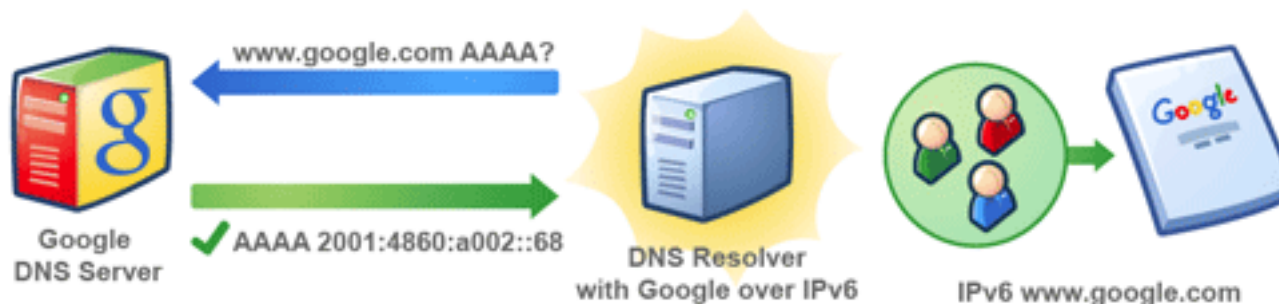 www.google.com AAAA?
g
Google
DNS Server
AAAA 2001:4860:a002::68
DNS Resolver
with Google over IPv6
Google
IPv6 www.google.com